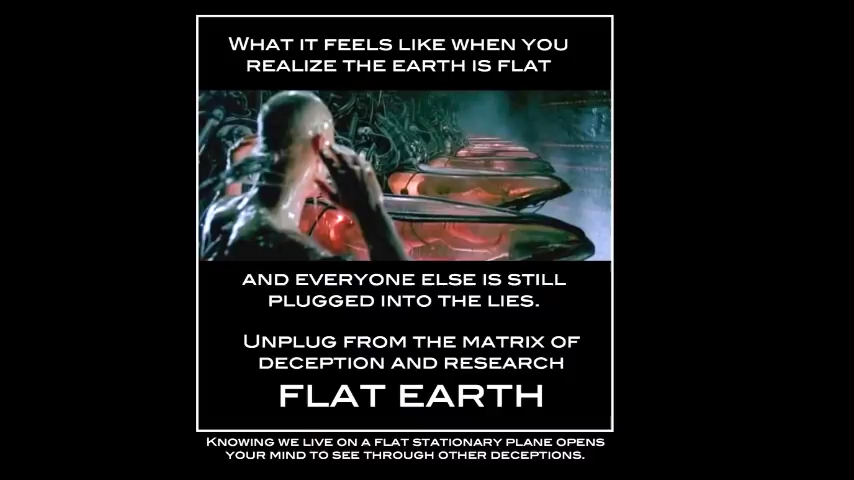 What it feels like when you
realize the earth is flat
and everyone else is still
plugged into the lies.
Unplug from the matrix of
deception and research
FLAT EARTH
Knowing we live on a flat stationary plane opens
your mind to see through other deceptions.